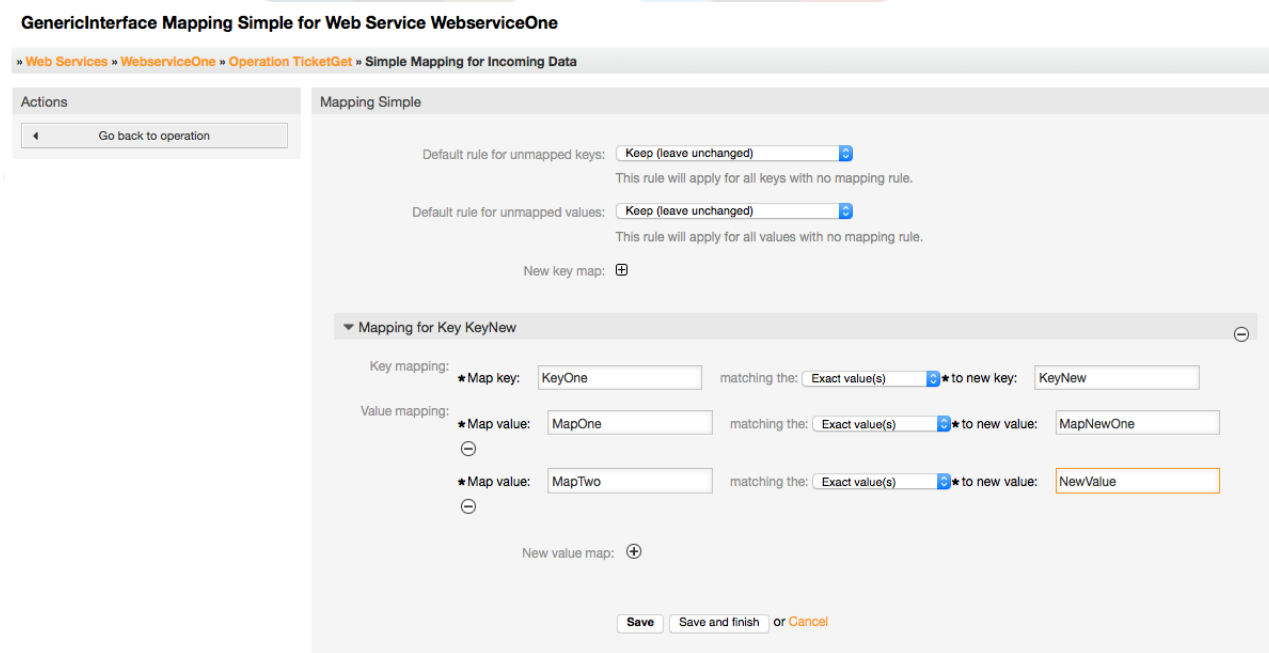 GenericInterface Mapping Simple for Web Service WebserviceOne
» Web Services » WebserviceOne » Operation TicketGet » Simple Mapping for Incoming Data
Actions
Go back to operation
Mapping Simple
Default rule for unmapped keys: Keep (leave unchanged)
This rule will apply for all keys with no mapping rule.
Default rule for unmapped values: Keep (leave unchanged)
This rule will apply for all values with no mapping rule.
New key map:
Mapping for Key KeyNew
Key mapping: * Map key: KeyOne matching the: Exact value(s) * to new key: KeyNew
Value mapping: * Map value: MapOne matching the: Exact value(s) * to new value: MapNewOne
* Map value: MapTwo matching the: Exact value(s) * to new value: NewValue
New value map:
Save Save and finish or Cancel